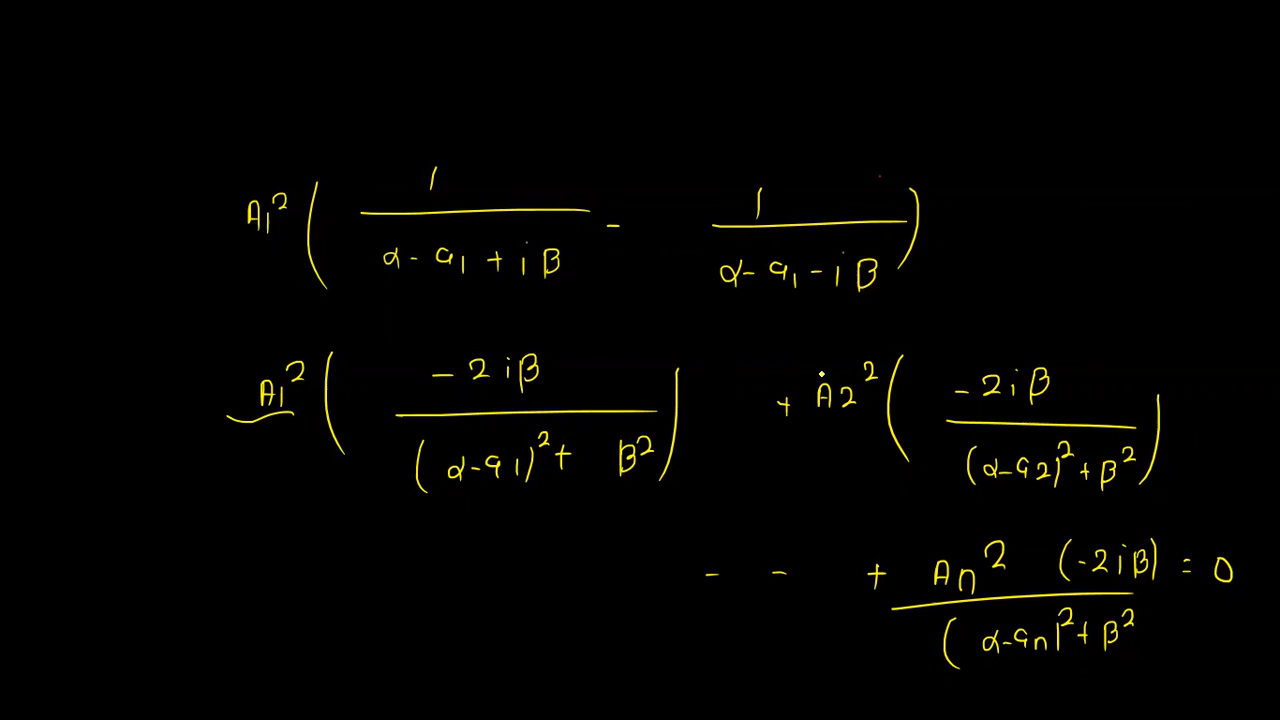 A1² ( 1 / (α - a1 + iβ) - 1 / (α - a1 - iβ) )
A1² ( -2iβ / ((α-a1)² + β²) ) + A2² ( -2iβ / ((α-a2)² + β²) )
- - + An² (-2iβ) / ((α-an)² + β² = 0